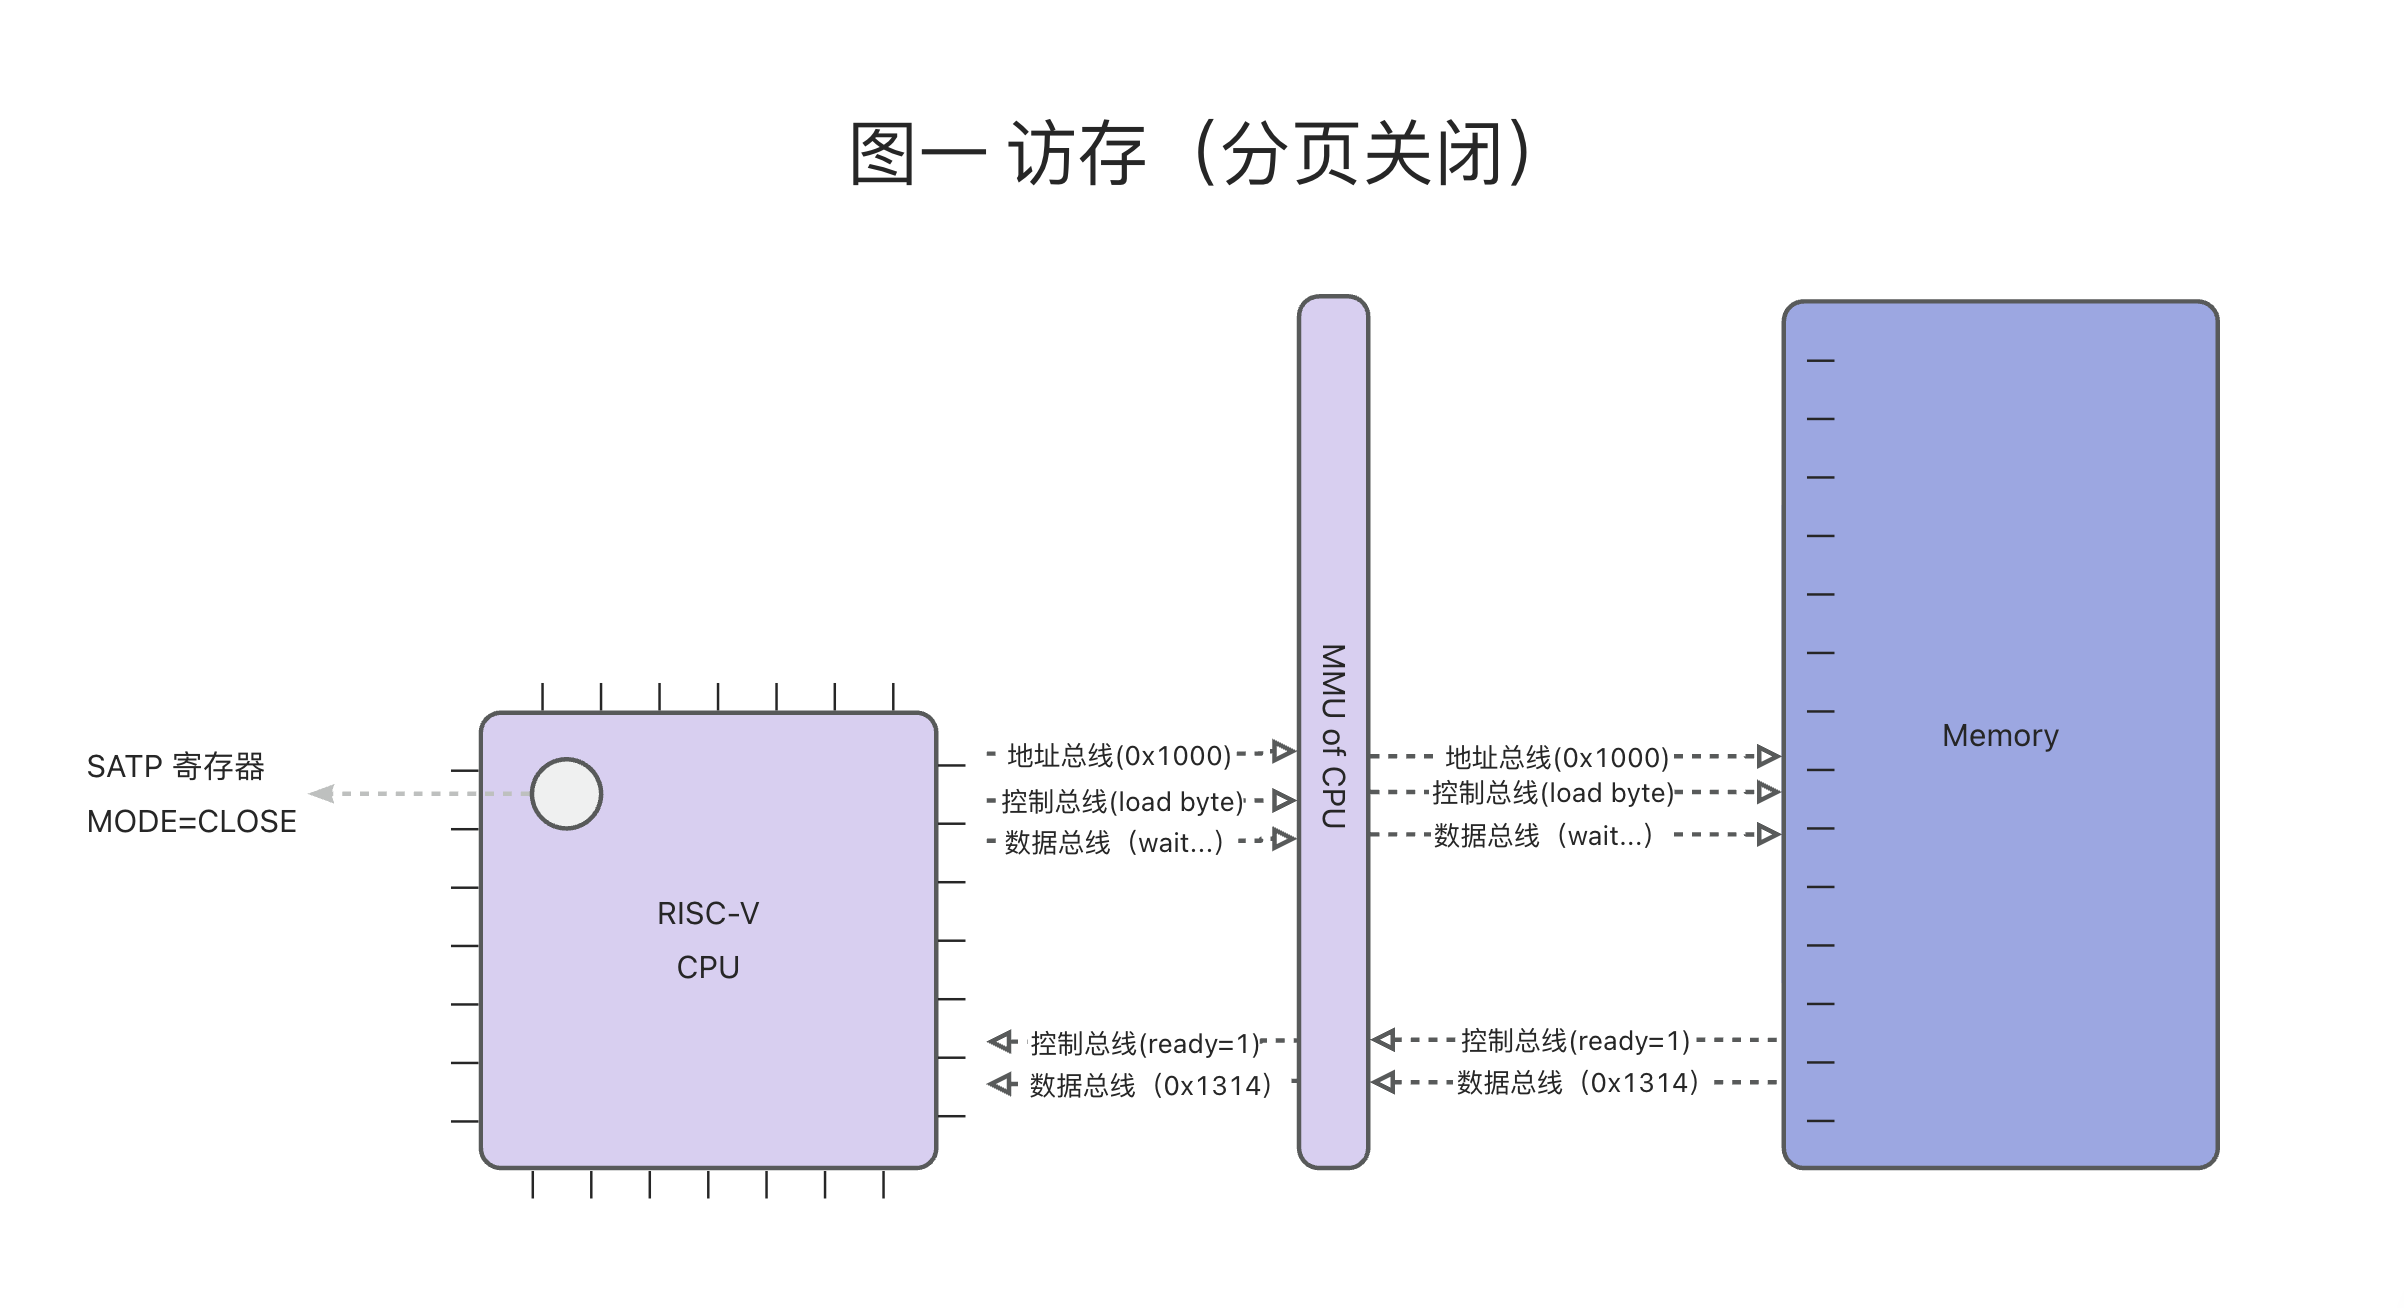 图一 访存（分页关闭）
SATP 寄存器
MODE=CLOSE
RISC-V
CPU
地址总线(0x1000)
控制总线(load byte)
数据总线（wait...）
控制总线(ready=1)
数据总线（0x1314）
MMU of CPU
地址总线(0x1000)
控制总线(load byte)
数据总线（wait...）
控制总线(ready=1)
数据总线（0x1314）
Memory